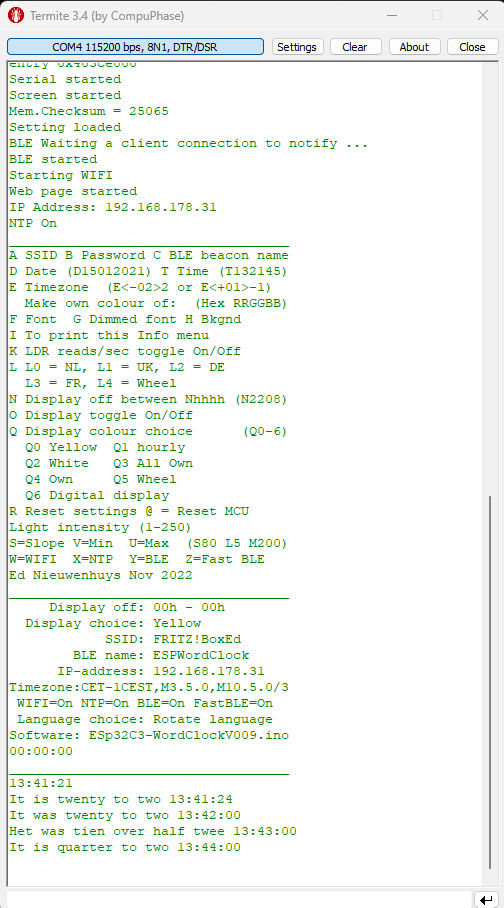 Termite 3.4 (by CompuPhase)
COM4 115200 bps, 8N1, DTR/DSR
Settings
Clear
About
Close
entry 0x403ce000
Serial started
Screen started
Mem.Checksum = 25065
Setting loaded
BLE Waiting a client connection to notify ...
BLE started
Starting WIFI
Web page started
IP Address: 192.168.178.31
NTP On
___________________________________
A SSID B Password C BLE beacon name
D Date (D15012021) T Time (T132145)
E Timezone  (E<-02>2 or E<+01>-1)
  Make own colour of:  (Hex RRGGBB)
F Font  G Dimmed font H Bkgnd
I To print this Info menu
K LDR reads/sec toggle On/Off
L L0 = NL, L1 = UK, L2 = DE
  L3 = FR, L4 = Wheel
N Display off between Nhhhh (N2208)
O Display toggle On/Off
Q Display colour choice      (Q0-6)
  Q0 Yellow  Q1 hourly
  Q2 White   Q3 All Own
  Q4 Own     Q5 Wheel
  Q6 Digital display
R Reset settings @ = Reset MCU
Light intensity (1-250)
S=Slope V=Min  U=Max  (S80 L5 M200)
W=WIFI  X=NTP  Y=BLE  Z=Fast BLE
Ed Nieuwenhuys Nov 2022
___________________________________
     Display off: 00h - 00h
  Display choice: Yellow
            SSID: FRITZ!BoxEd
        BLE name: ESPWordClock
      IP-address: 192.168.178.31
Timezone:CET-1CEST,M3.5.0,M10.5.0/3
 WIFI=On NTP=On BLE=On FastBLE=On
 Language choice: Rotate language
Software: ESp32C3-WordClockV009.ino
00:00:00
___________________________________
13:41:21
It is twenty to two 13:41:24
It was twenty to two 13:42:00
Het was tien over half twee 13:43:00
It is quarter to two 13:44:00